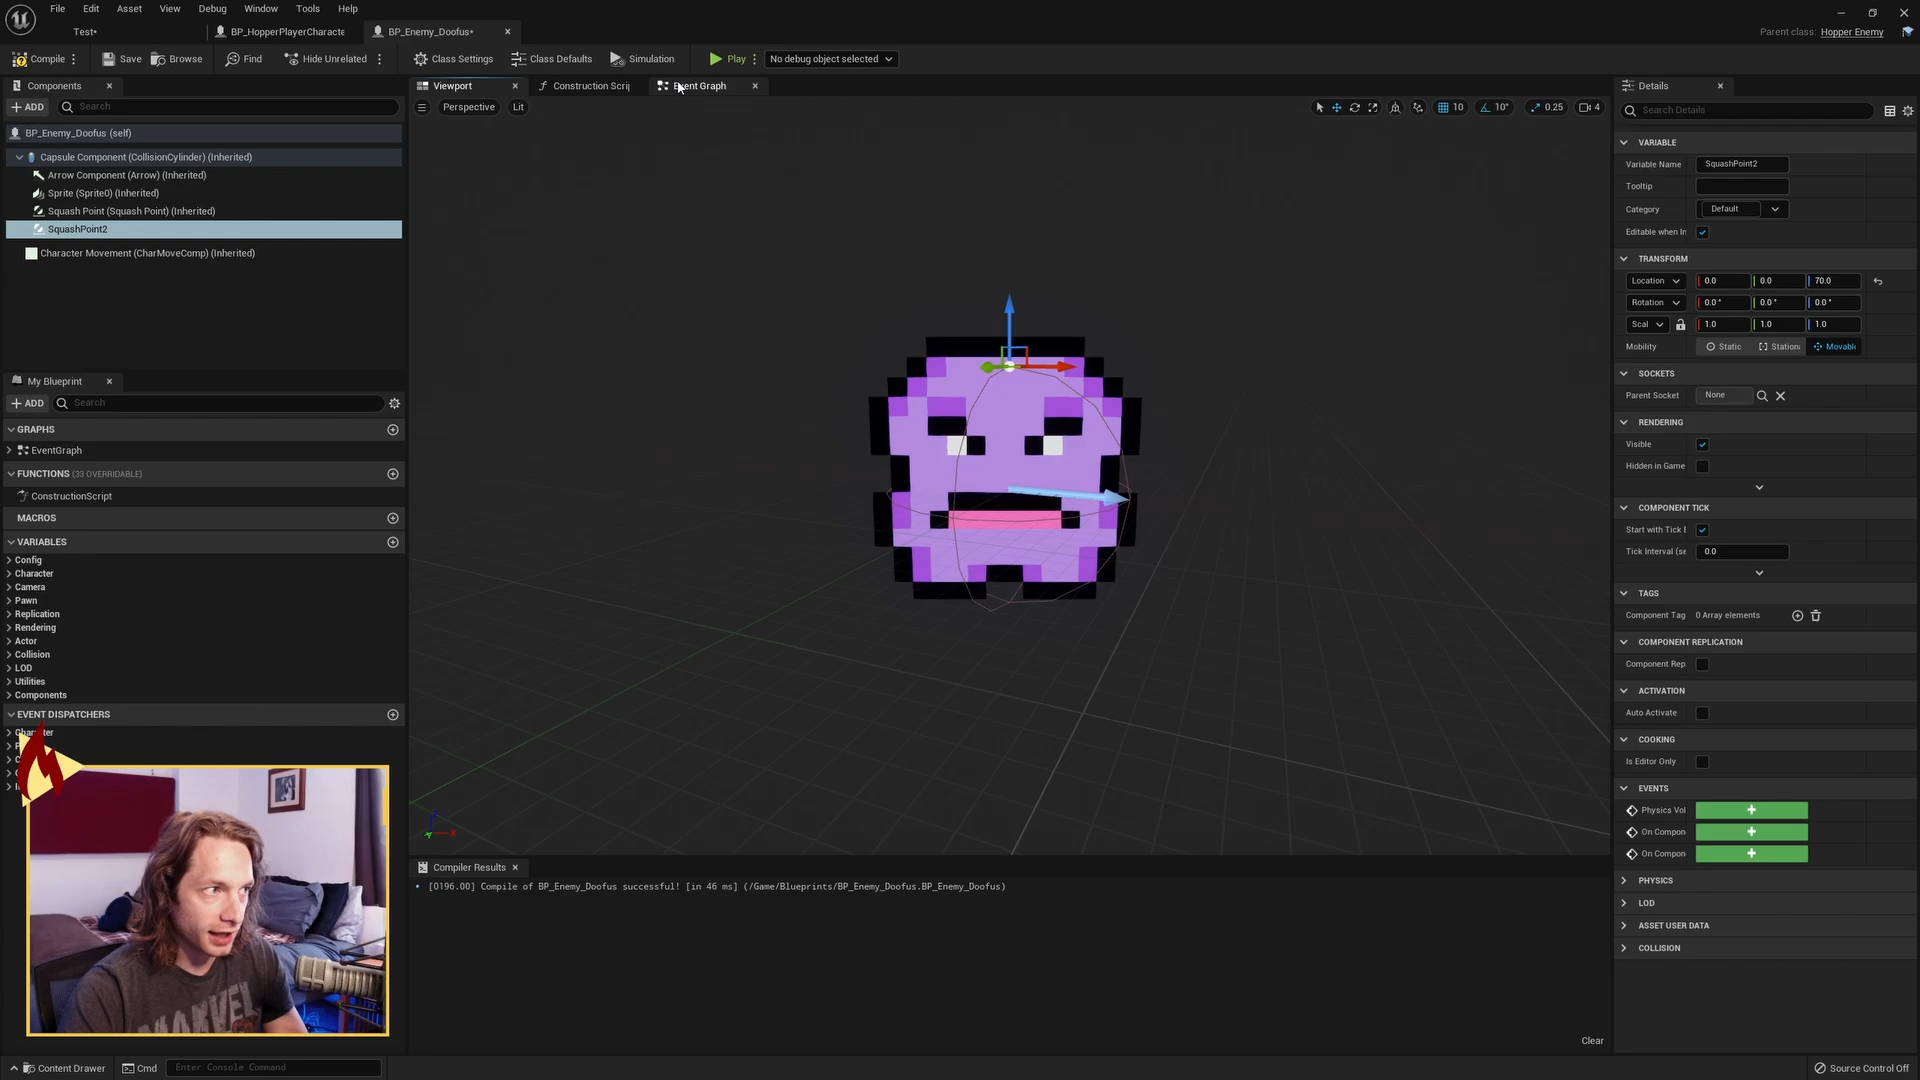 File Edit Asset View Debug Window Tools Help
Test* BP_HopperPlayerCharacte BP_Enemy_Doofus*
Parent class: Hopper Enemy
Compile Save Browse Find Hide Unrelated Class Settings Class Defaults Simulation Play No debug object selected
Components
ADD Search
BP_Enemy_Doofus (self)
Capsule Component (CollisionCylinder) (Inherited)
Arrow Component (Arrow) (Inherited)
Sprite (Sprite0) (Inherited)
Squash Point (Squash Point) (Inherited)
SquashPoint2
Character Movement (CharMoveComp) (Inherited)
My Blueprint
ADD Search
GRAPHS
EventGraph
FUNCTIONS (33 OVERRIDABLE)
ConstructionScript
MACROS
VARIABLES
Config
Character
Camera
Pawn
Replication
Rendering
Actor
Collision
LOD
Utilities
Components
EVENT DISPATCHERS
Viewport Construction Scrip Event Graph
Perspective Lit
10 10° 0.25 4
Compiler Results
[0196.00] Compile of BP_Enemy_Doofus successful! [in 46 ms] (/Game/Blueprints/BP_Enemy_Doofus.BP_Enemy_Doofus)
Clear
Details
Search Details
VARIABLE
Variable Name SquashPoint2
Tooltip
Category Default
Editable when In
TRANSFORM
Location 0.0 0.0 70.0
Rotation 0.0° 0.0° 0.0°
Scal 1.0 1.0 1.0
Mobility Static Station Movabl
SOCKETS
Parent Socket None
RENDERING
Visible
Hidden in Game
COMPONENT TICK
Start with Tick E
Tick Interval (se 0.0
TAGS
Component Tag 0 Array elements
COMPONENT REPLICATION
Component Rep
ACTIVATION
Auto Activate
COOKING
Is Editor Only
EVENTS
Physics Vol
On Compon
On Compon
PHYSICS
LOD
ASSET USER DATA
COLLISION
MARVEL
Content Drawer Cmd Enter Console Command
Source Control Off